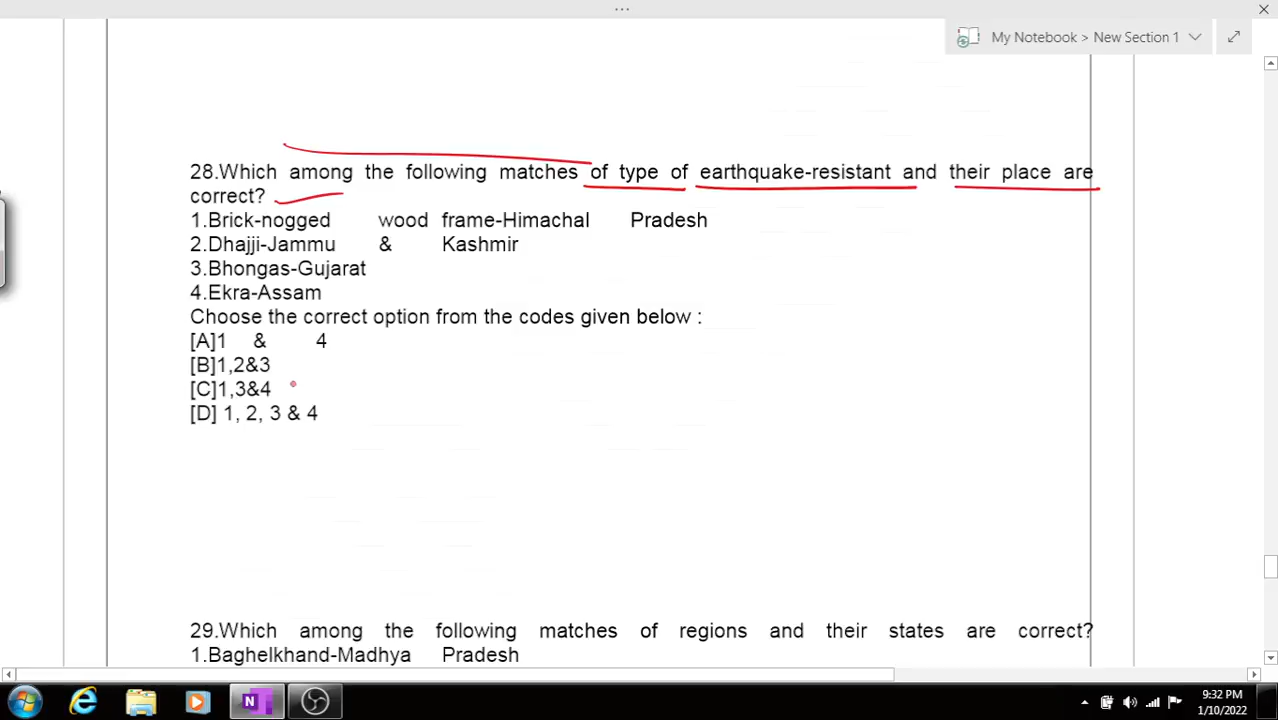 My Notebook > New Section 1
28.Which among the following matches of type of earthquake-resistant and their place are
correct?
1.Brick-nogged wood frame-Himachal Pradesh
2.Dhajji-Jammu & Kashmir
3.Bhongas-Gujarat
4.Ekra-Assam
Choose the correct option from the codes given below :
[A]1 & 4
[B]1,2&3
[C]1,3&4
[D] 1, 2, 3 & 4
29.Which among the following matches of regions and their states are correct?
1.Baghelkhand-Madhya Pradesh
9:32 PM
1/10/2022